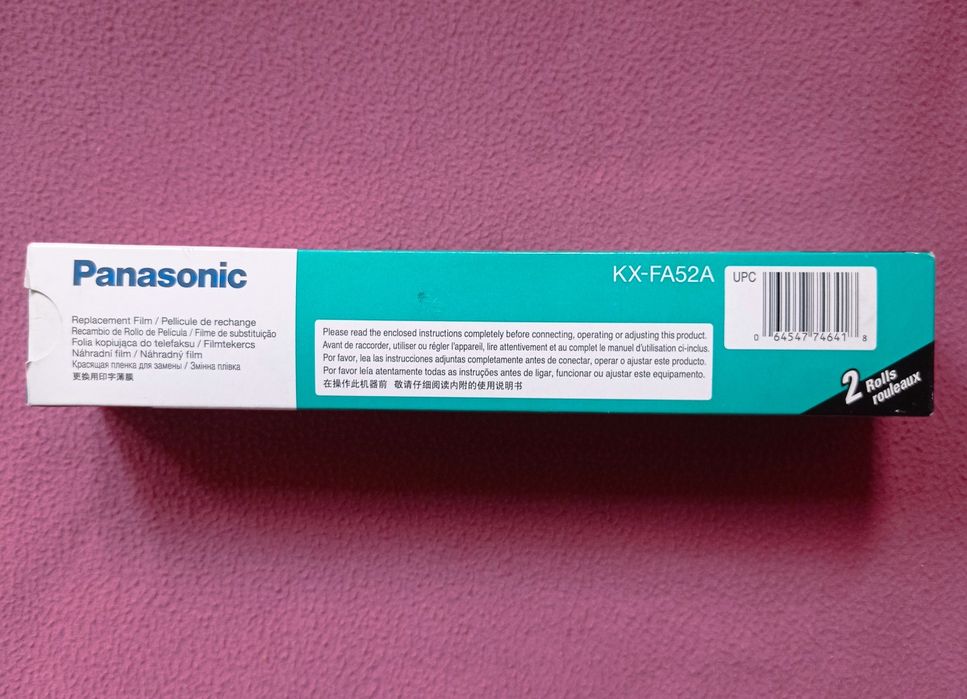 Panasonic
Replacement Film / Pellicule de rechange
Recambio de Rollo de Película / Filme de substituição
Folia kopiująca do telefaksu / Filmtekercs
Náhradní film / Náhradný film
Красящая пленка для замены / Змінна плівка
更换用印字薄膜
KX-FA52A
Please read the enclosed instructions completely before connecting, operating or adjusting this product.
Avant de raccorder, utiliser ou régler l'appareil, lire attentivement et au complet le manuel d'utilisation ci-inclus.
Por favor, lea las instrucciones adjuntas completamente antes de conectar, operar o ajustar este producto.
Por favor leía atentamente todas as instruções antes de ligar, funcionar ou ajustar este equipamento.
在操作此机器前 敬请仔细阅读内附的使用说明书
UPC
0 64547 74641 8
2 Rolls
rouleaux